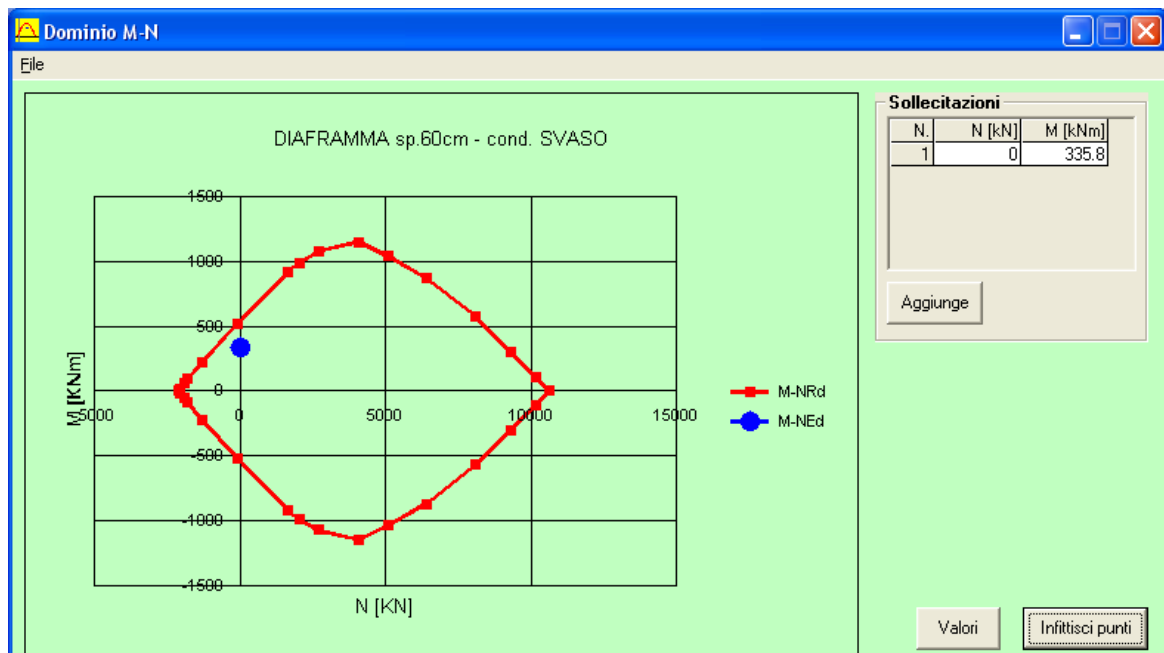 Dominio M-N
File
DIAFRAMMA sp.60cm - cond. SVASO
1500
1000
500
0
-500
-1000
-1500
M [KNm]
-5000
0
5000
10000
15000
N [KN]
M-NRd
M-NEd
Sollecitazioni
N. N [kN] M [kNm]
1 0 335.8
Aggiunge
Valori
Infittisci punti